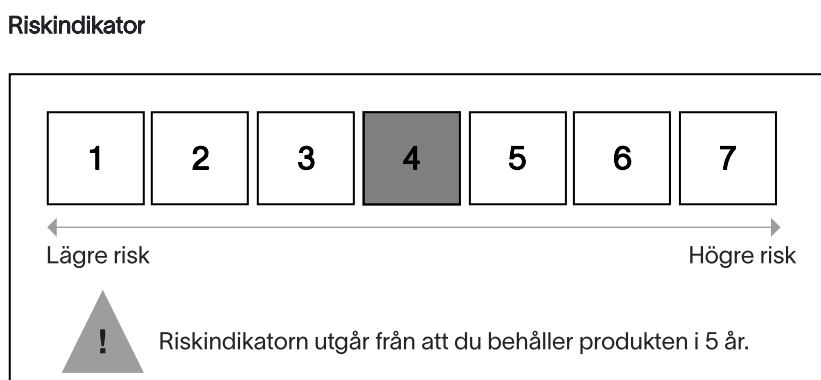 Riskindikator
1 2 3 4 5 6 7
Lägre risk Högre risk
! Riskindikatorn utgår från att du behåller produkten i 5 år.